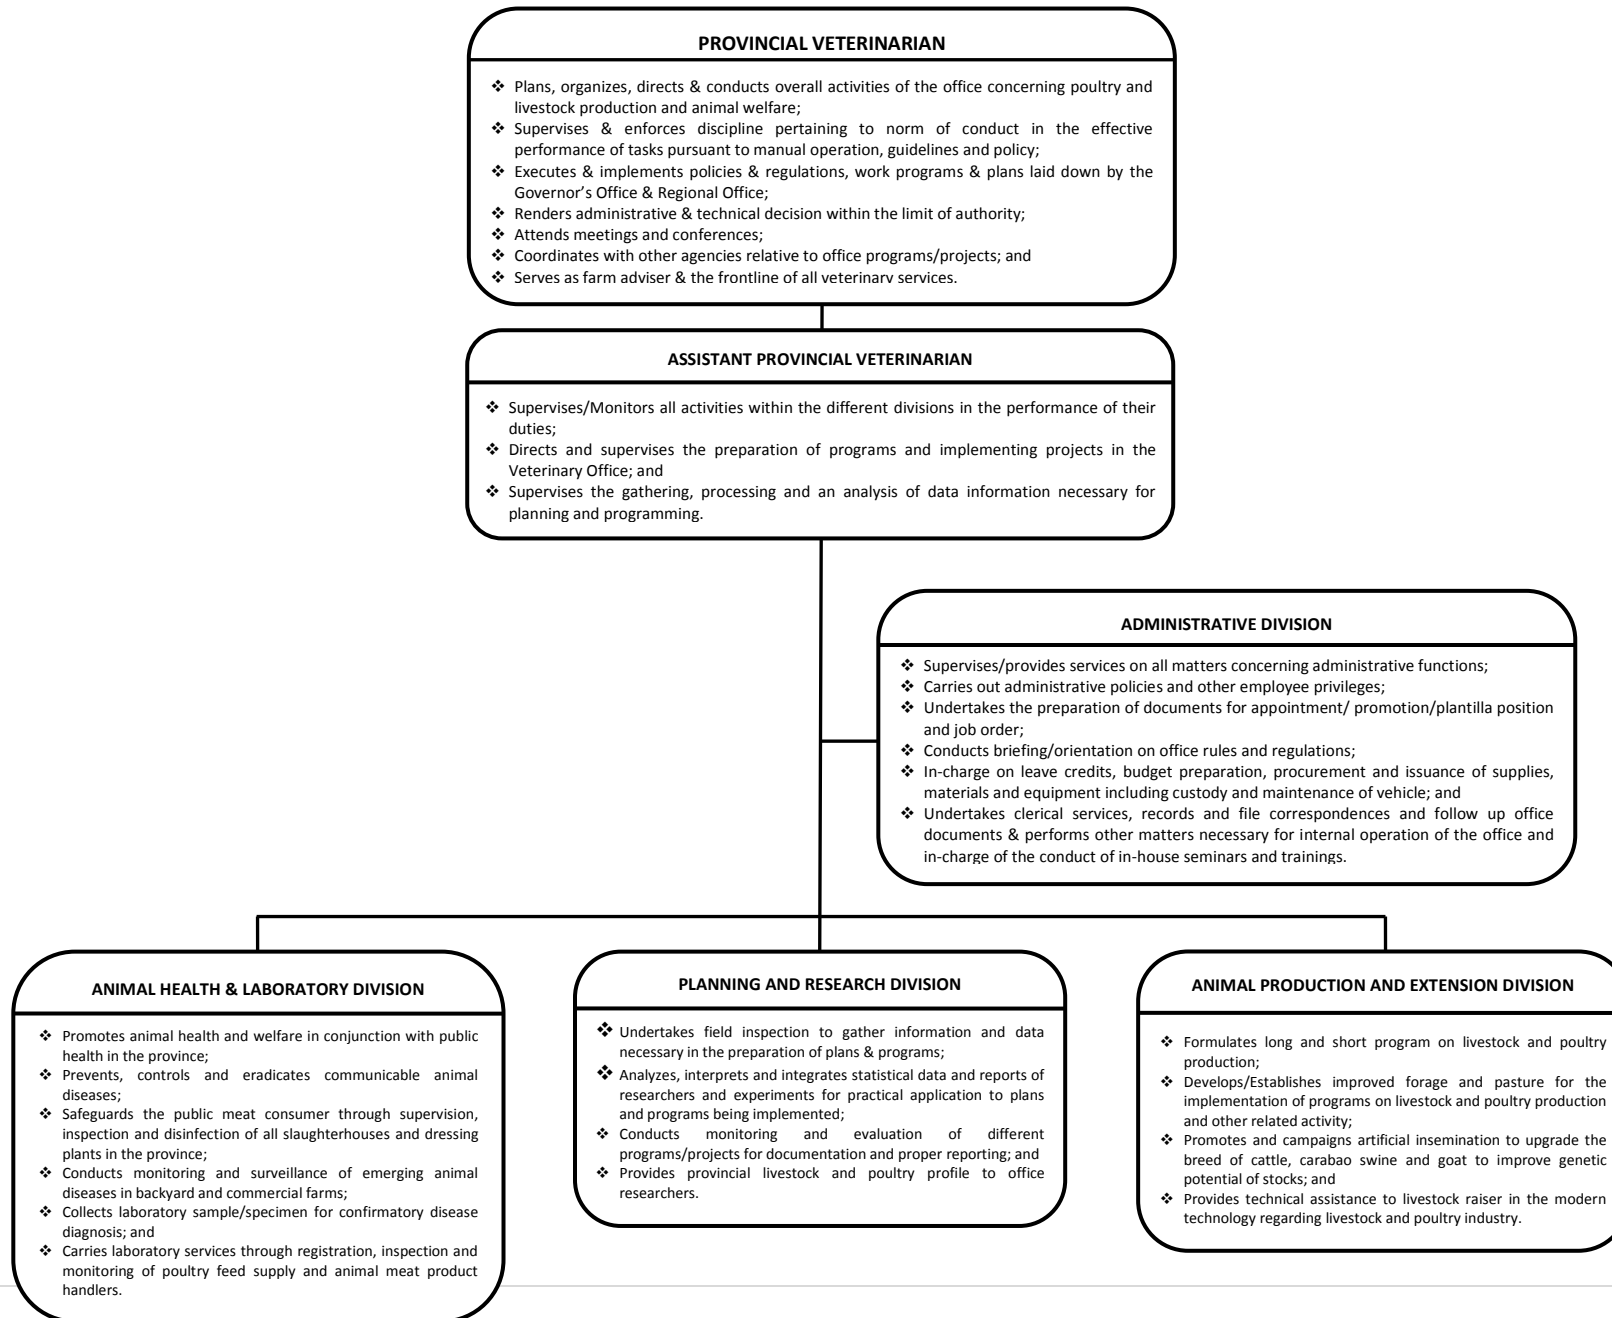 PROVINCIAL VETERINARIAN
❖ Plans, organizes, directs & conducts overall activities of the office concerning poultry and
livestock production and animal welfare;
❖ Supervises & enforces discipline pertaining to norm of conduct in the effective
performance of tasks pursuant to manual operation, guidelines and policy;
❖ Executes & implements policies & regulations, work programs & plans laid down by the
Governor’s Office & Regional Office;
❖ Renders administrative & technical decision within the limit of authority;
❖ Attends meetings and conferences;
❖ Coordinates with other agencies relative to office programs/projects; and
❖ Serves as farm adviser & the frontline of all veterinary services.
ASSISTANT PROVINCIAL VETERINARIAN
❖ Supervises/Monitors all activities within the different divisions in the performance of their
duties;
❖ Directs and supervises the preparation of programs and implementing projects in the
Veterinary Office; and
❖ Supervises the gathering, processing and an analysis of data information necessary for
planning and programming.
ADMINISTRATIVE DIVISION
❖ Supervises/provides services on all matters concerning administrative functions;
❖ Carries out administrative policies and other employee privileges;
❖ Undertakes the preparation of documents for appointment/ promotion/plantilla position
and job order;
❖ Conducts briefing/orientation on office rules and regulations;
❖ In-charge on leave credits, budget preparation, procurement and issuance of supplies,
materials and equipment including custody and maintenance of vehicle; and
❖ Undertakes clerical services, records and file correspondences and follow up office
documents & performs other matters necessary for internal operation of the office and
in-charge of the conduct of in-house seminars and trainings.
ANIMAL HEALTH & LABORATORY DIVISION
❖ Promotes animal health and welfare in conjunction with public
health in the province;
❖ Prevents, controls and eradicates communicable animal
diseases;
❖ Safeguards the public meat consumer through supervision,
inspection and disinfection of all slaughterhouses and dressing
plants in the province;
❖ Conducts monitoring and surveillance of emerging animal
diseases in backyard and commercial farms;
❖ Collects laboratory sample/specimen for confirmatory disease
diagnosis; and
❖ Carries laboratory services through registration, inspection and
monitoring of poultry feed supply and animal meat product
handlers.
PLANNING AND RESEARCH DIVISION
❖ Undertakes field inspection to gather information and data
necessary in the preparation of plans & programs;
❖ Analyzes, interprets and integrates statistical data and reports of
researchers and experiments for practical application to plans
and programs being implemented;
❖ Conducts monitoring and evaluation of different
programs/projects for documentation and proper reporting; and
❖ Provides provincial livestock and poultry profile to office
researchers.
ANIMAL PRODUCTION AND EXTENSION DIVISION
❖ Formulates long and short program on livestock and poultry
production;
❖ Develops/Establishes improved forage and pasture for the
implementation of programs on livestock and poultry production
and other related activity;
❖ Promotes and campaigns artificial insemination to upgrade the
breed of cattle, carabao swine and goat to improve genetic
potential of stocks; and
❖ Provides technical assistance to livestock raiser in the modern
technology regarding livestock and poultry industry.